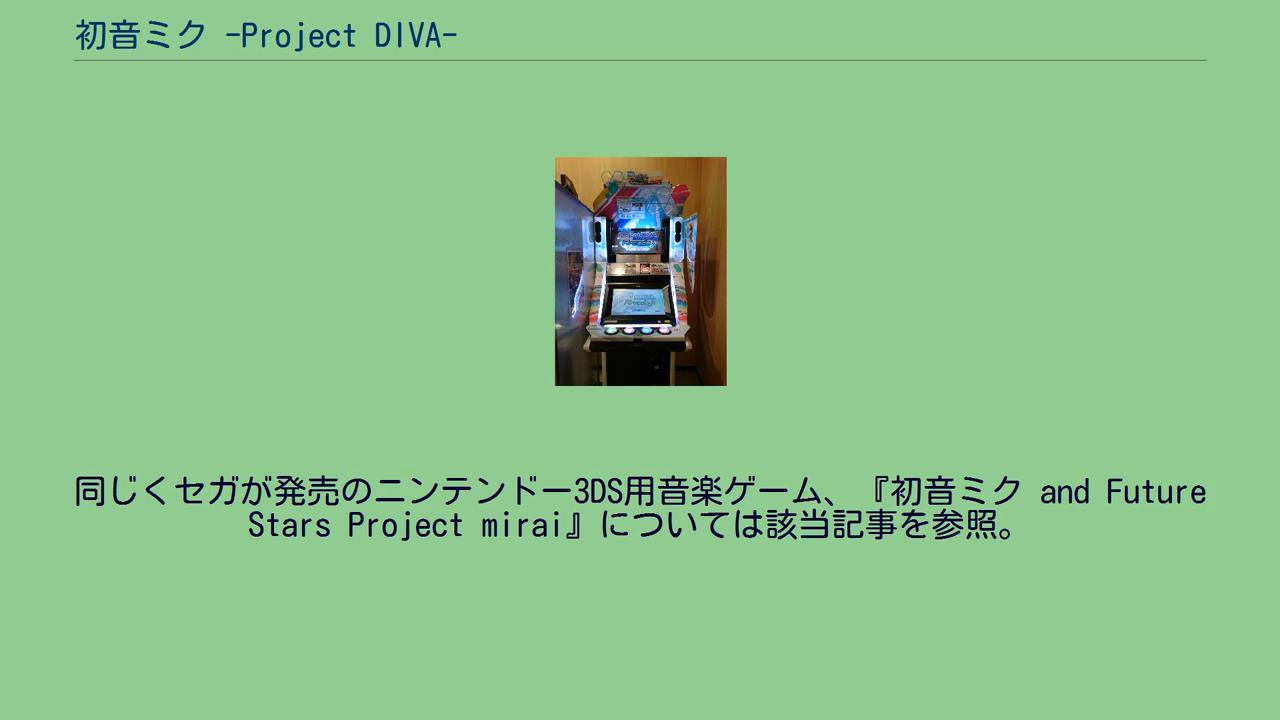 初音ミク -Project DIVA-
同じくセガが発売のニンテンドー3DS用音楽ゲーム、『初音ミク and Future
Stars Project mirai』については該当記事を参照。